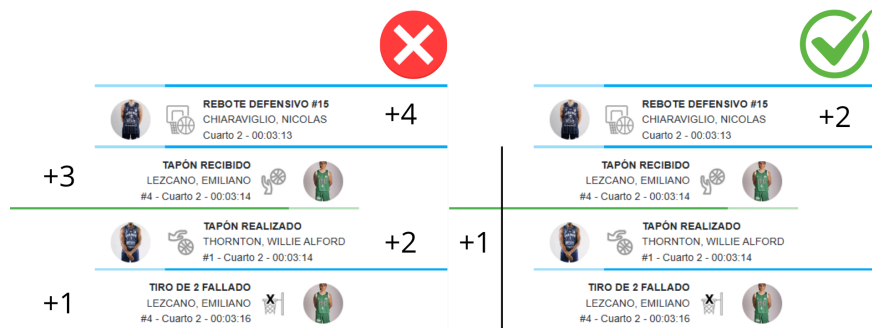 REBOTE DEFENSIVO #15
CHIARAVIGLIO, NICOLAS
Cuarto 2 - 00:03:13
+4
+3
TAPÓN RECIBIDO
LEZCANO, EMILIANO
#4 - Cuarto 2 - 00:03:14
TAPÓN REALIZADO
THORNTON, WILLIE ALFORD
#1 - Cuarto 2 - 00:03:14
+2
+1
TIRO DE 2 FALLADO
LEZCANO, EMILIANO
#4 - Cuarto 2 - 00:03:16
X
REBOTE DEFENSIVO #15
CHIARAVIGLIO, NICOLAS
Cuarto 2 - 00:03:13
+2
TAPÓN RECIBIDO
LEZCANO, EMILIANO
#4 - Cuarto 2 - 00:03:14
+1
TAPÓN REALIZADO
THORNTON, WILLIE ALFORD
#1 - Cuarto 2 - 00:03:14
TIRO DE 2 FALLADO
LEZCANO, EMILIANO
#4 - Cuarto 2 - 00:03:16
X